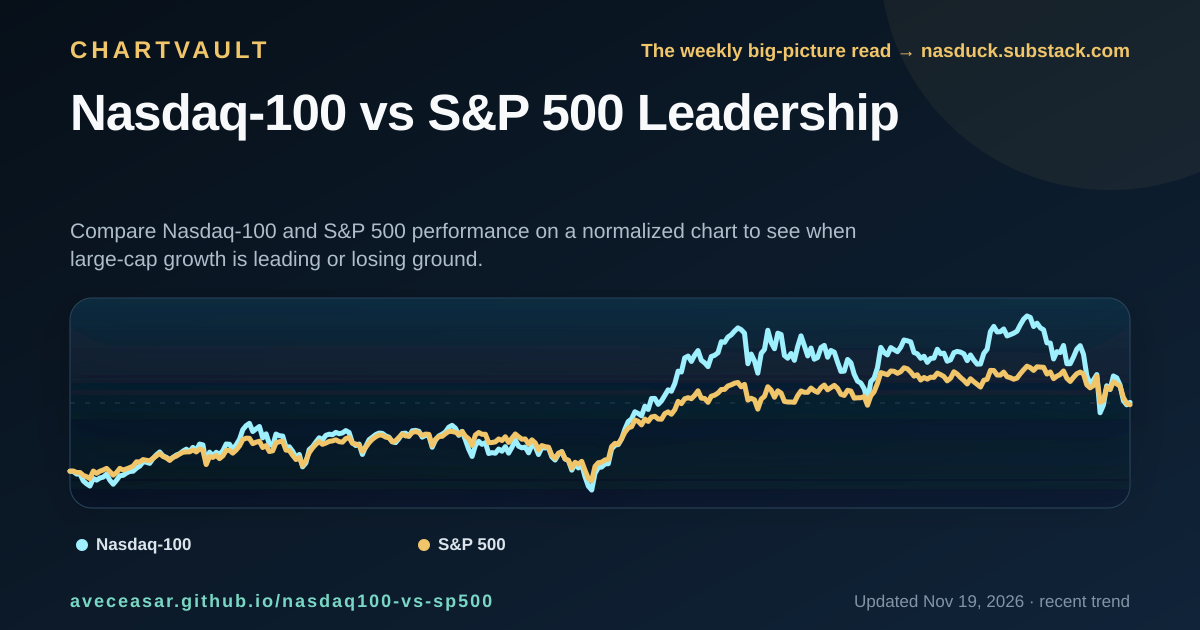 CHARTVAULT
The weekly big-picture read → nasduck.substack.com
Nasdaq-100 vs S&P 500 Leadership
Compare Nasdaq-100 and S&P 500 performance on a normalized chart to see when
large-cap growth is leading or losing ground.
Nasdaq-100
S&P 500
aveceasar.github.io/nasdaq100-vs-sp500
Updated Nov 19, 2026 · recent trend